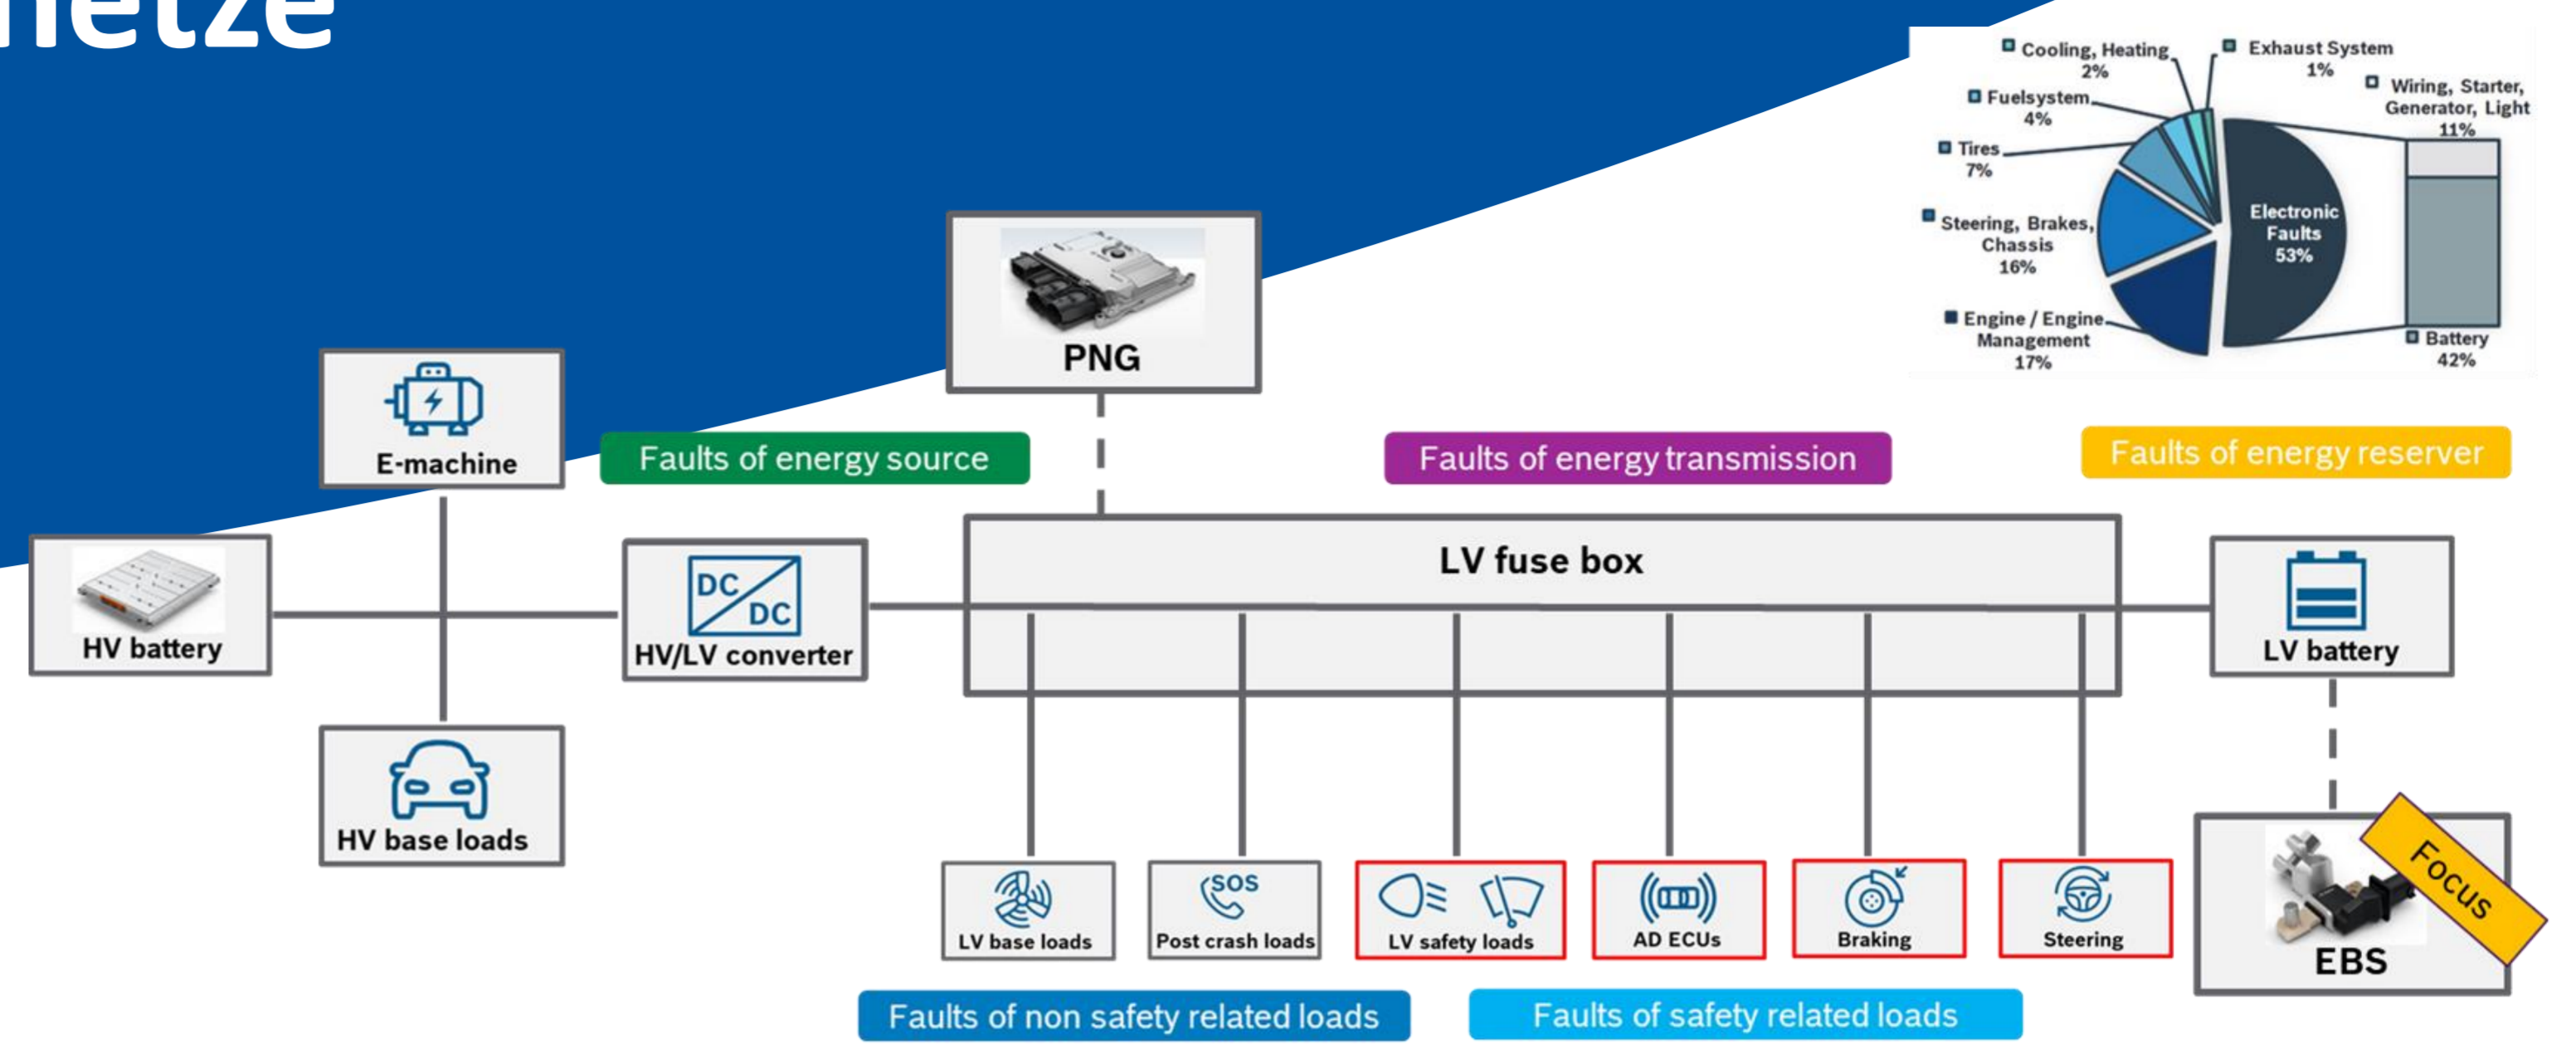 netze
Cooling, Heating
2%
Exhaust System
1%
Wiring, Starter,
Generator, Light
11%
Fuelsystem
4%
Tires
7%
Steering, Brakes,
Chassis
16%
Engine / Engine
Management
17%
Electronic
Faults
53%
Battery
42%
PNG
E-machine
Faults of energy source
Faults of energy transmission
Faults of energy reserver
HV battery
DC
DC
HV/LV converter
LV fuse box
LV battery
HV base loads
LV base loads
SOS
Post crash loads
LV safety loads
AD ECUs
Braking
Steering
Focus
EBS
Faults of non safety related loads
Faults of safety related loads